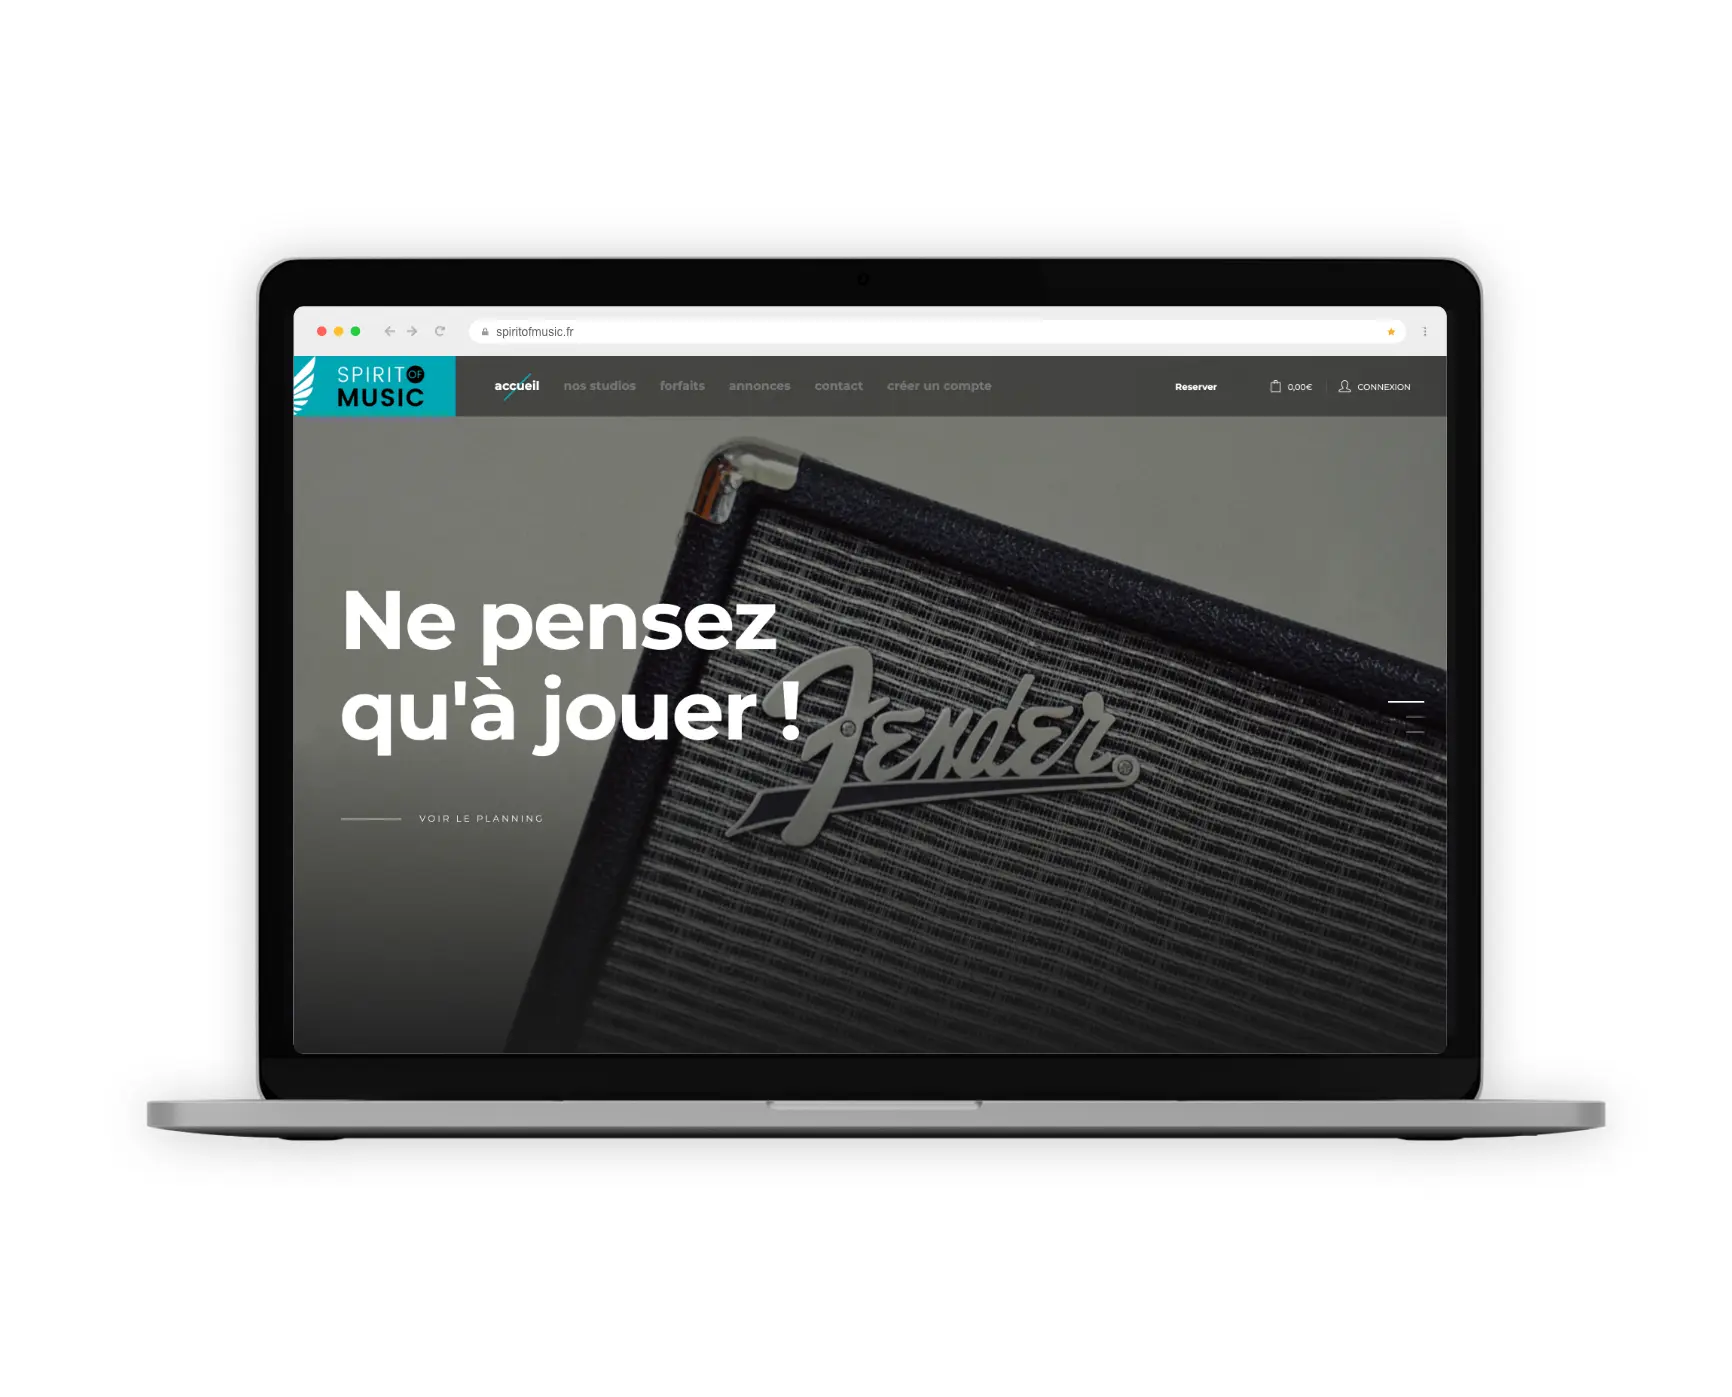 spiritofmusic.fr
SPIRIT OF
MUSIC
accueil nos studios forfaits annonces contact créer un compte Reserver 0,00€ CONNEXION
Ne pensez
qu'à jouer !
Fender
VOIR LE PLANNING